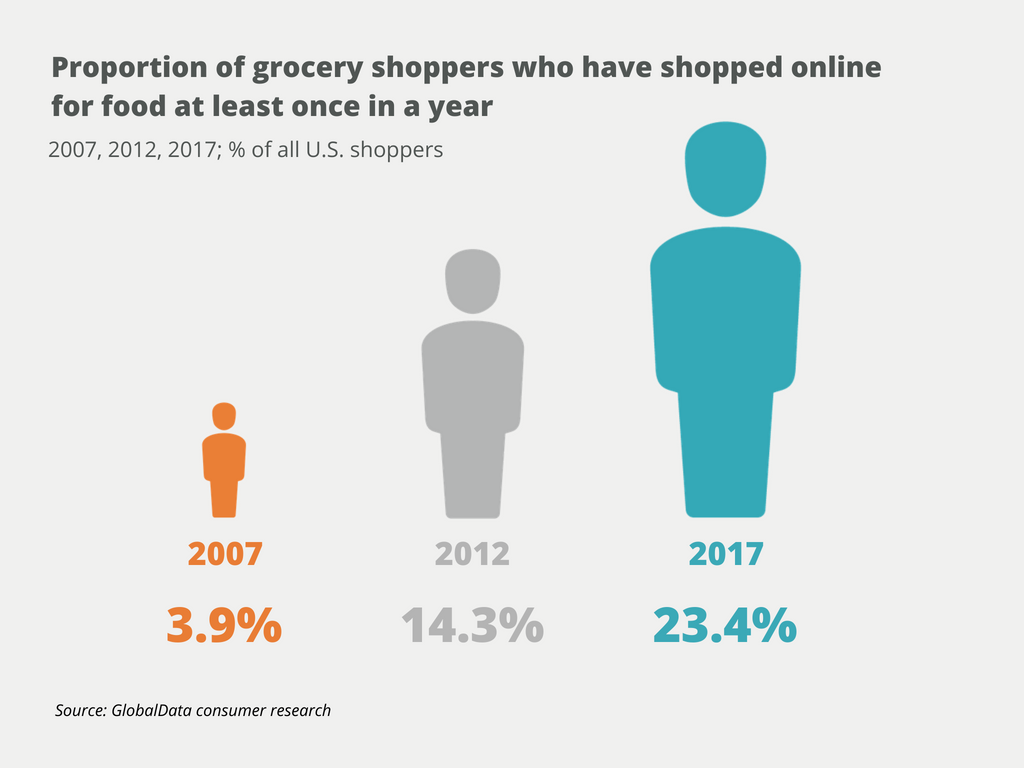 Proportion of grocery shoppers who have shopped online
for food at least once in a year
2007, 2012, 2017; % of all U.S. shoppers
2007
2012
2017
3.9%
14.3%
23.4%
Source: GlobalData consumer research